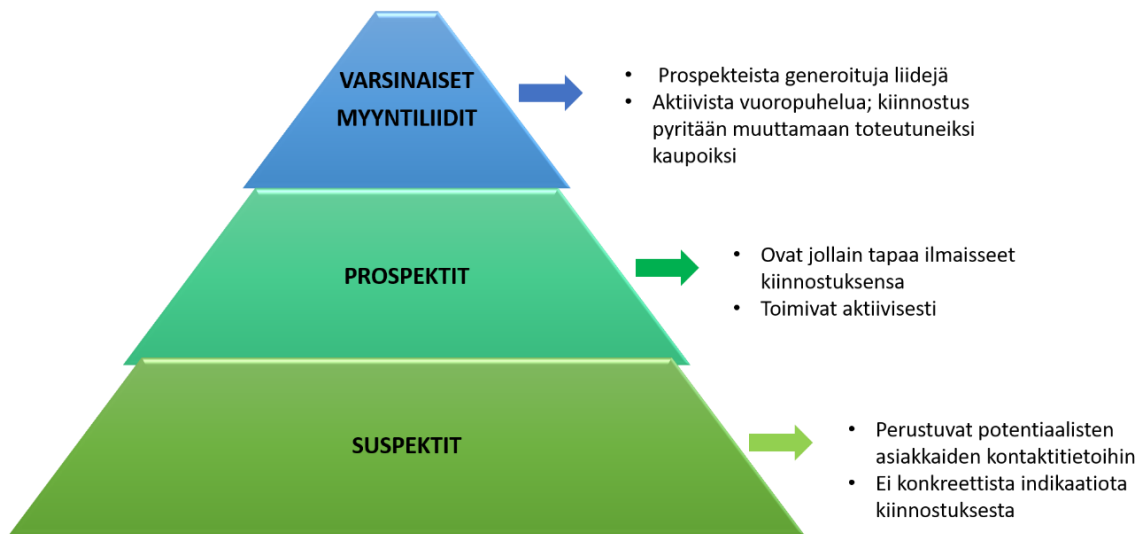 VARSINAISET
MYYNTILIIDIT
• Prospekteista generoituja liidejä
• Aktiivista vuoropuhelua; kiinnostus
pyritään muuttamaan toteutuneiksi
kaupoiksi
PROSPEKTIT
• Ovat jollain tapaa ilmaisseet
kiinnostuksensa
• Toimivat aktiivisesti
SUSPEKTIT
• Perustuvat potentiaalisten
asiakkaiden kontaktitietoihin
• Ei konkreettista indikaatiota
kiinnostuksesta